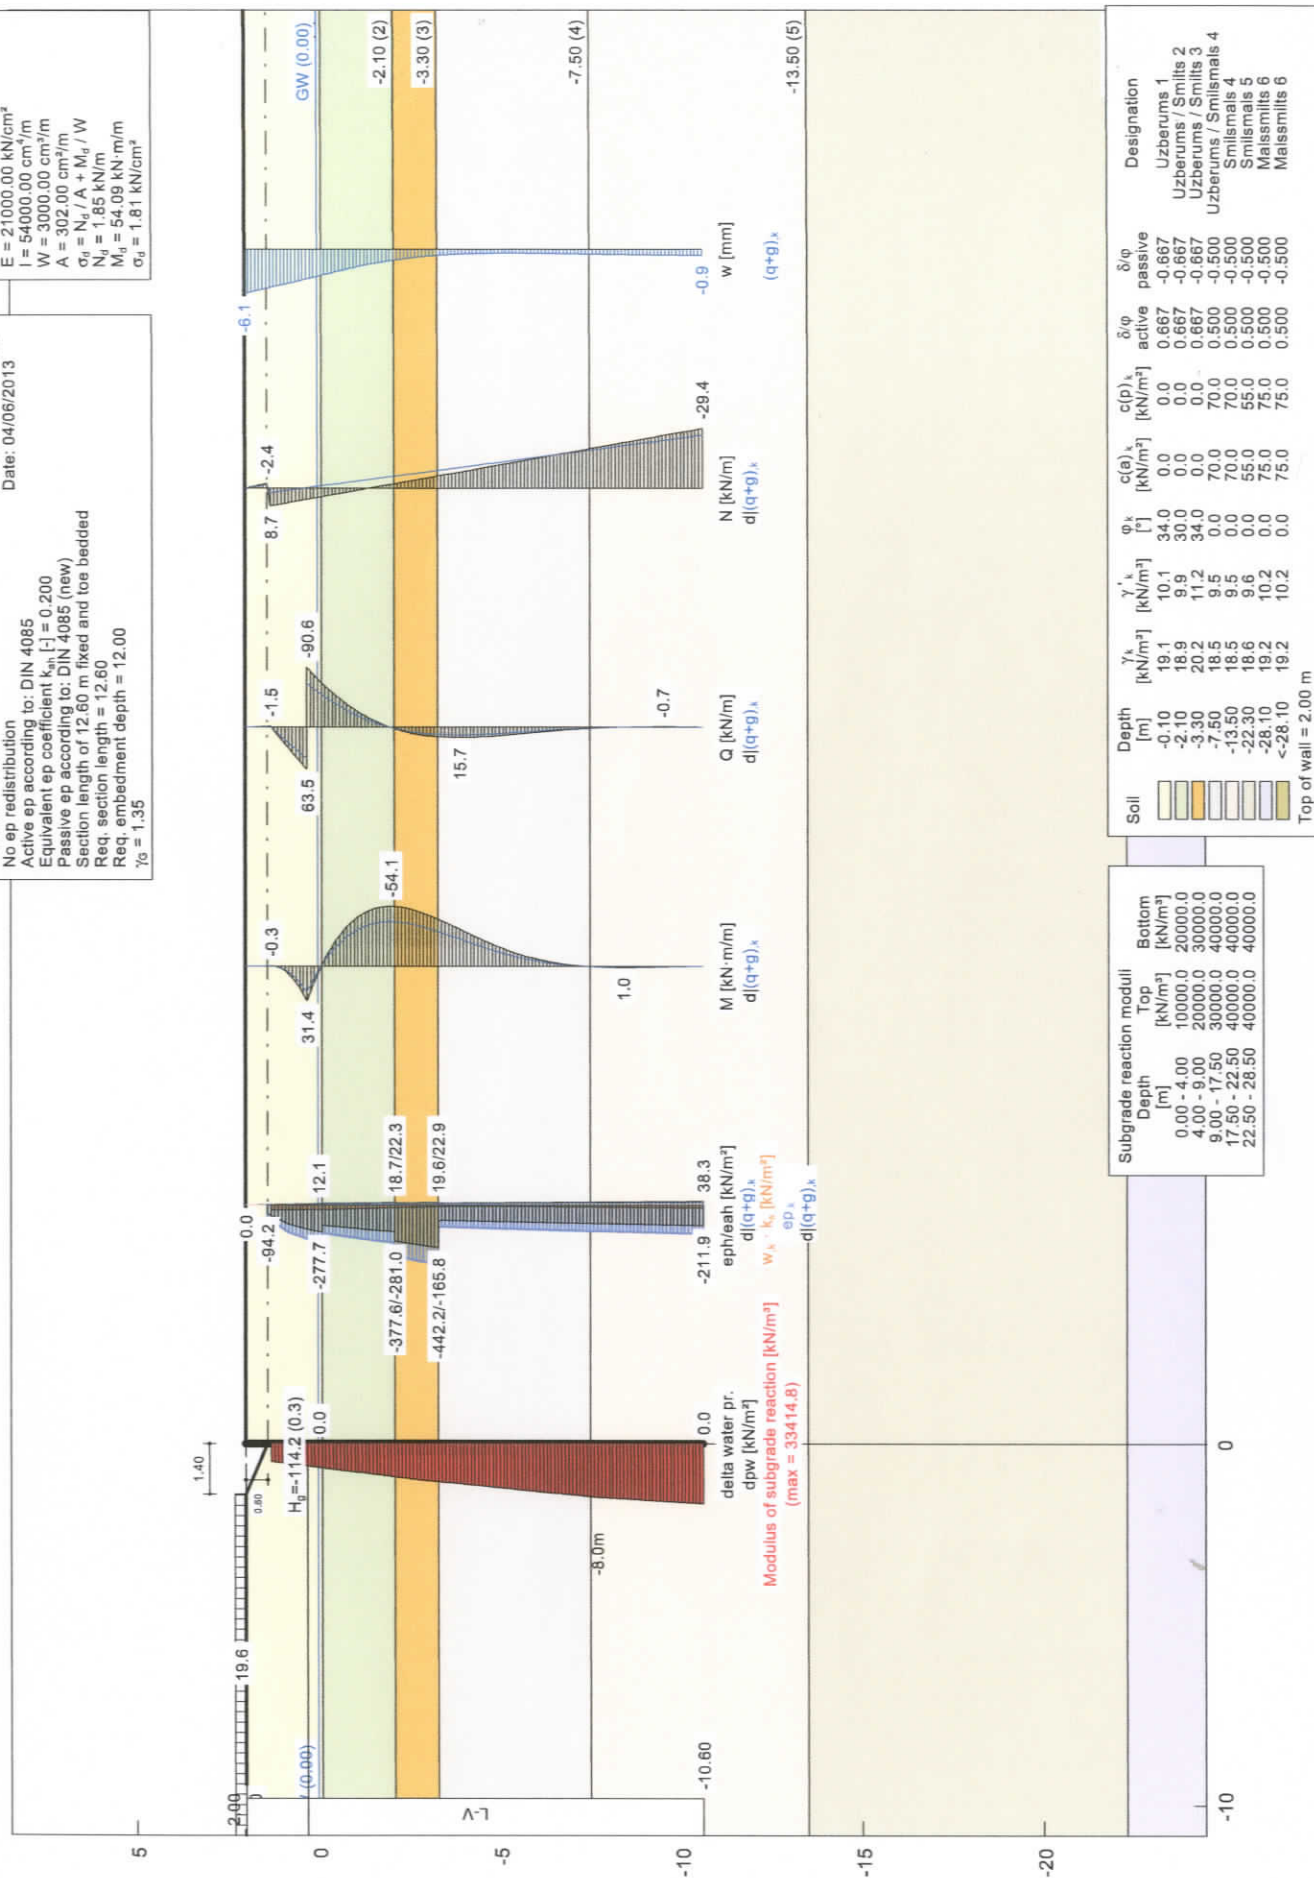 E = 21000.00 kN/cm²
I = 54000.00 cm⁴/m
W = 3000.00 cm³/m
A = 302.00 cm²/m
σd = Nd / A + Md / W
Nd = 1.85 kN/m
Md = 54.09 kN·m/m
σd = 1.81 kN/cm²
Date: 04/06/2013
No ep redistribution
Active ep according to: DIN 4085
Equivalent ep coefficient kah [-] = 0.200
Passive ep according to: DIN 4085 (new)
Section length of 12.60 m fixed and toe bedded
Req. section length = 12.60
Req. embedment depth = 12.00
γG = 1.35
GW (0.00)
-2.10 (2)
-3.30 (3)
-7.50 (4)
-13.50 (5)
-6.1
-0.9
w [mm]
(q+g),k
-2.4
8.7
-29.4
N [kN/m]
d|(q+g),k
-1.5
-90.6
63.5
15.7
-0.7
Q [kN/m]
d|(q+g),k
-0.3
31.4
-54.1
1.0
M [kN·m/m]
d|(q+g),k
0.0
-94.2
-277.7
12.1
-377.6/-281.0
18.7/22.3
-442.2/-165.8
19.6/22.9
-211.9
38.3
eph/eah [kN/m²]
d|(q+g),k
w,k · ks [kN/m²]
ep,k
d|(q+g),k
1.40
0.60
Hg=-114.2 (0.3)
0.0
0.0
delta water pr.
dpw [kN/m²]
Modulus of subgrade reaction [kN/m³]
(max = 33414.8)
-8.0m
19.6
2.00
(0.00)
L-V
-10.60
5
0
-5
-10
-15
-20
-10
0
Subgrade reaction moduli
Depth Top Bottom
[m] [kN/m³] [kN/m³]
0.00 - 4.00 10000.0 20000.0
4.00 - 9.00 20000.0 30000.0
9.00 - 17.50 30000.0 40000.0
17.50 - 22.50 40000.0 40000.0
22.50 - 28.50 40000.0 40000.0
Soil Depth γk γ'k φk c(a)k c(p)k δ/φ δ/φ Designation
[m] [kN/m³] [kN/m³] [°] [kN/m²] [kN/m²] active passive
-0.10 19.1 10.1 34.0 0.0 0.0 0.667 -0.667 Uzberums 1
-2.10 18.9 9.9 30.0 0.0 0.0 0.667 -0.667 Uzberums / Smilts 2
-3.30 20.2 11.2 34.0 0.0 0.0 0.667 -0.667 Uzberums / Smilts 3
-7.50 18.5 9.5 0.0 70.0 70.0 0.500 -0.500 Uzberums / Smilsmals 4
-13.50 18.5 9.5 0.0 70.0 70.0 0.500 -0.500 Smilsmals 4
-22.30 18.6 9.6 0.0 55.0 55.0 0.500 -0.500 Smilsmals 5
-28.10 19.2 10.2 0.0 75.0 75.0 0.500 -0.500 Malssmilts 6
<-28.10 19.2 10.2 0.0 75.0 75.0 0.500 -0.500 Malssmilts 6
Top of wall = 2.00 m